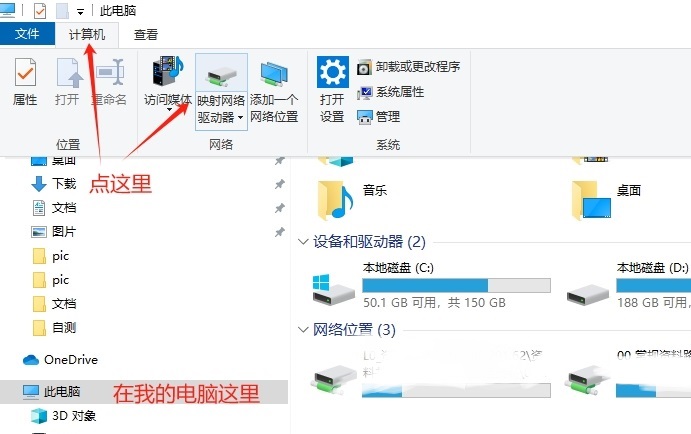 此电脑
文件
计算机
查看
属性
打开
重命名
访问媒体
映射网络
驱动器
添加一个
网络位置
打开
设置
卸载或更改程序
系统属性
管理
位置
网络
系统
点这里
桌面
下载
文档
图片
pic
pic
文档
自测
OneDrive
此电脑
在我的电脑这里
3D 对象
音乐
桌面
设备和驱动器 (2)
本地磁盘 (C:)
50.1 GB 可用，共 150 GB
本地磁盘 (D:)
188 GB 可用，
网络位置 (3)